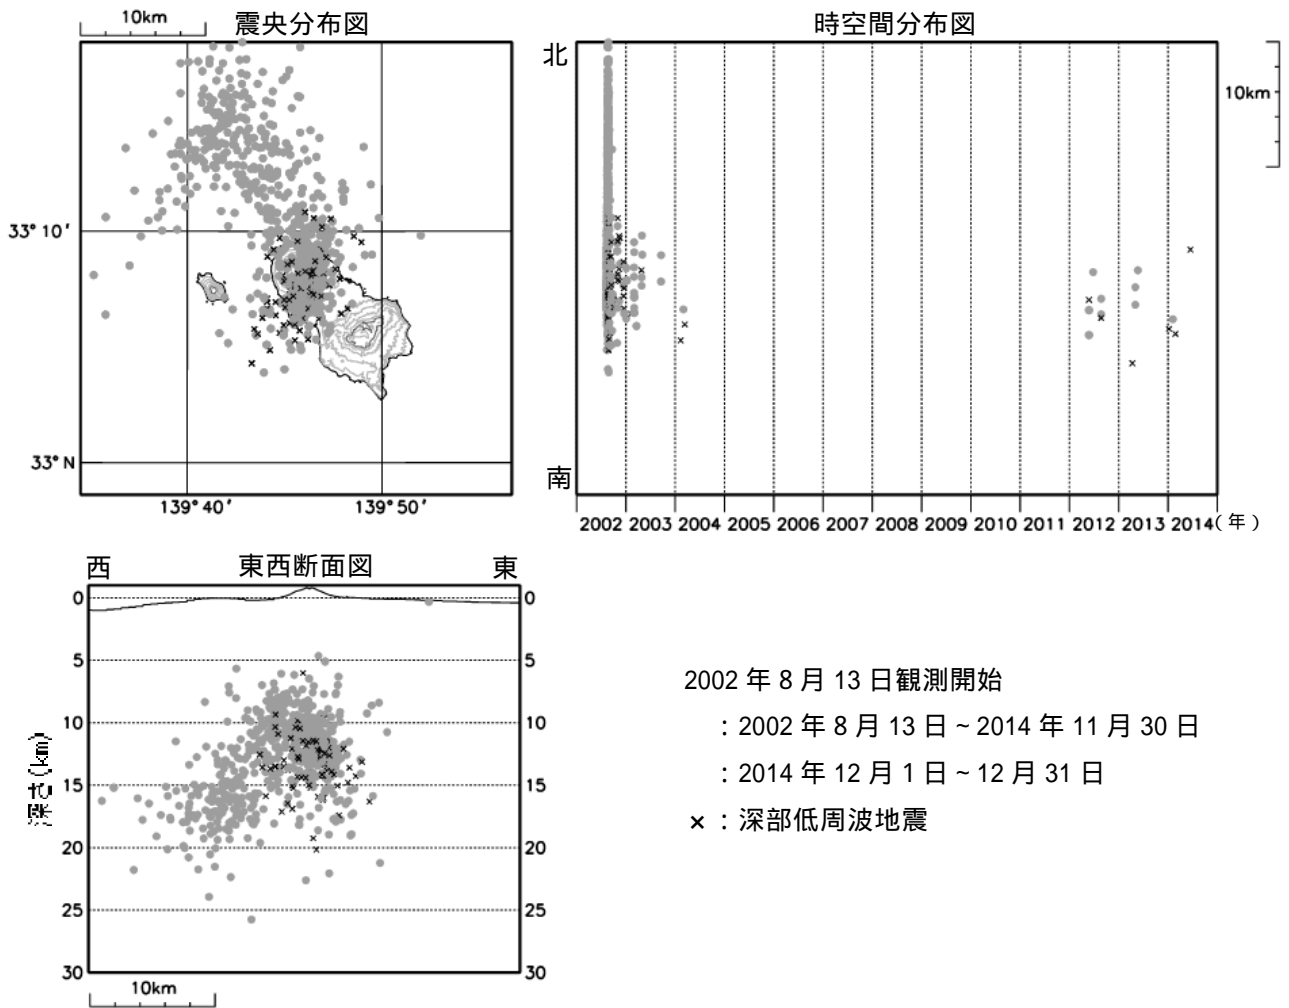 10km
震央分布図
33°10′
33°N
139°40′
139°50′
時空間分布図
北
南
10km
2002 2003 2004 2005 2006 2007 2008 2009 2010 2011 2012 2013 2014(年)
東西断面図
西
東
0
5
10
15
20
25
30
深さ(km)
0
5
10
15
20
25
30
10km
2002 年 8 月 13 日観測開始
:2002 年 8 月 13 日~2014 年 11 月 30 日
:2014 年 12 月 1 日~12 月 31 日
×:深部低周波地震